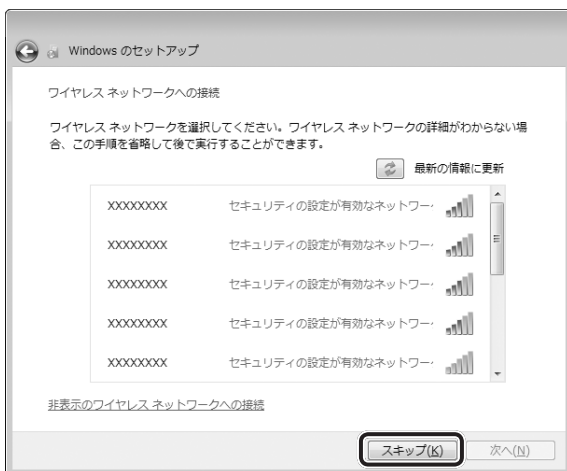 Windows のセットアップ
ワイヤレス ネットワークへの接続
ワイヤレス ネットワークを選択してください。ワイヤレス ネットワークの詳細がわからない場
合、この手順を省略して後で実行することができます。
最新の情報に更新
XXXXXXXX セキュリティの設定が有効なネットワー
XXXXXXXX セキュリティの設定が有効なネットワー
XXXXXXXX セキュリティの設定が有効なネットワー
XXXXXXXX セキュリティの設定が有効なネットワー
XXXXXXXX セキュリティの設定が有効なネットワー
非表示のワイヤレス ネットワークへの接続
スキップ(K) 次へ(N)